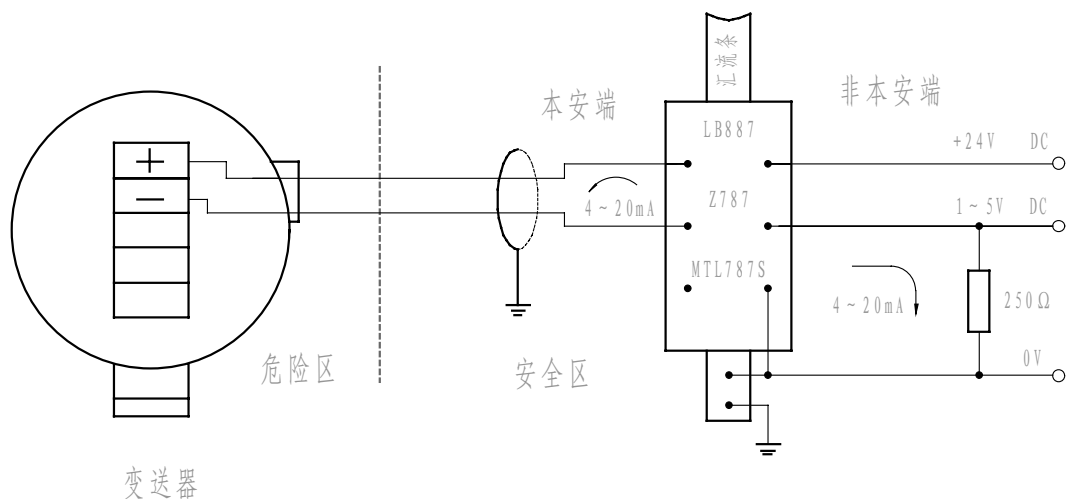 汇流条
本安端
非本安端
LB887
+24V DC
+
−
Z787
4~20mA
1~5V DC
MTL787S
4~20mA
250Ω
0V
危险区
安全区
变送器